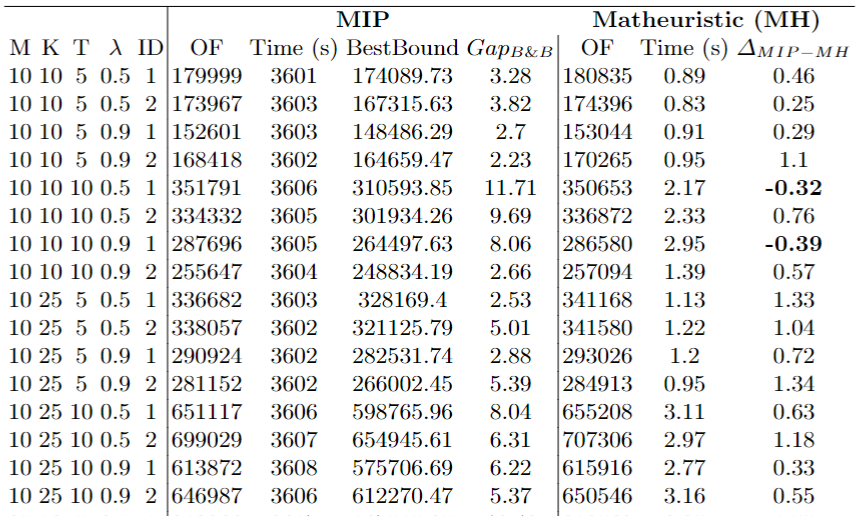 MIP Matheuristic (MH)
M K T λ ID OF Time (s) BestBound Gap_{B&B} OF Time (s) Δ_{MIP−MH}
10 10 5 0.5 1 179999 3601 174089.73 3.28 180835 0.89 0.46
10 10 5 0.5 2 173967 3603 167315.63 3.82 174396 0.83 0.25
10 10 5 0.9 1 152601 3603 148486.29 2.7 153044 0.91 0.29
10 10 5 0.9 2 168418 3602 164659.47 2.23 170265 0.95 1.1
10 10 10 0.5 1 351791 3606 310593.85 11.71 350653 2.17 -0.32
10 10 10 0.5 2 334332 3605 301934.26 9.69 336872 2.33 0.76
10 10 10 0.9 1 287696 3605 264497.63 8.06 286580 2.95 -0.39
10 10 10 0.9 2 255647 3604 248834.19 2.66 257094 1.39 0.57
10 25 5 0.5 1 336682 3603 328169.4 2.53 341168 1.13 1.33
10 25 5 0.5 2 338057 3602 321125.79 5.01 341580 1.22 1.04
10 25 5 0.9 1 290924 3602 282531.74 2.88 293026 1.2 0.72
10 25 5 0.9 2 281152 3602 266002.45 5.39 284913 0.95 1.34
10 25 10 0.5 1 651117 3606 598765.96 8.04 655208 3.11 0.63
10 25 10 0.5 2 699029 3607 654945.61 6.31 707306 2.97 1.18
10 25 10 0.9 1 613872 3608 575706.69 6.22 615916 2.77 0.33
10 25 10 0.9 2 646987 3606 612270.47 5.37 650546 3.16 0.55